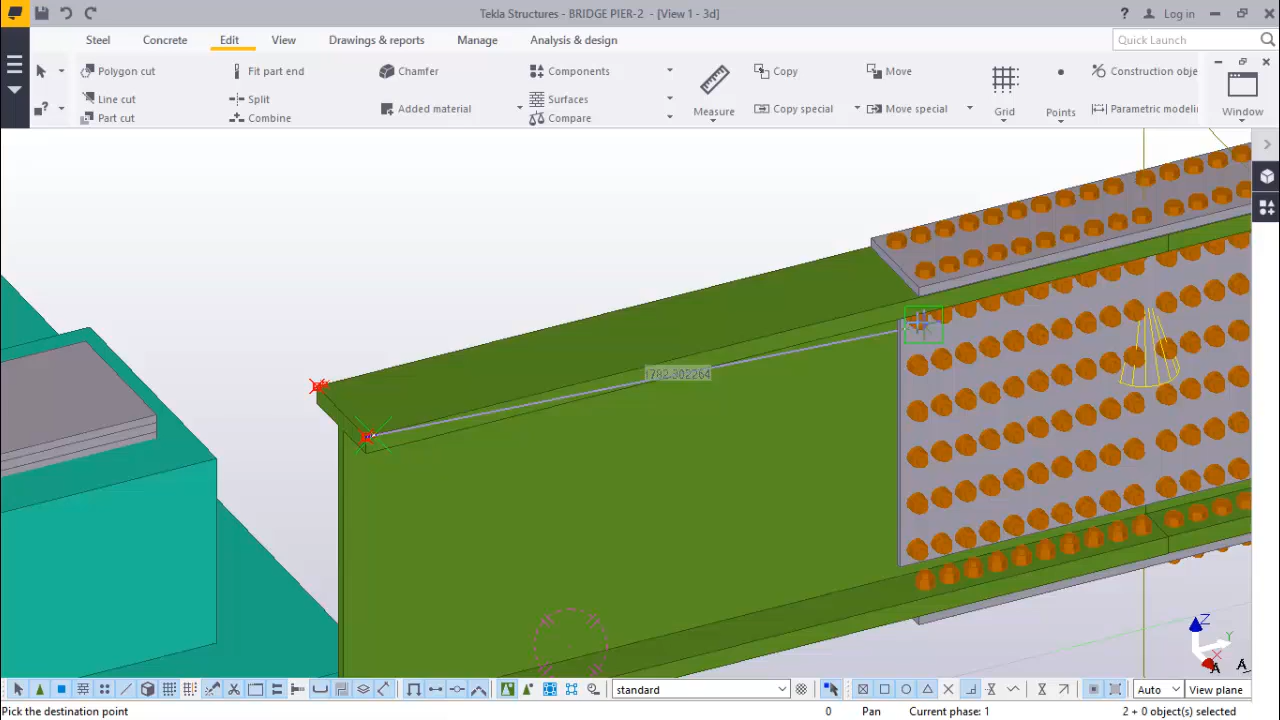 Tekla Structures - BRIDGE PIER-2 - [View 1 - 3d]
? Log in
Steel Concrete Edit View Drawings & reports Manage Analysis & design Quick Launch
Polygon cut Fit part end Chamfer Components Copy Move Construction obje
Line cut Split Surfaces
Added material Measure Copy special Move special Grid Points Parametric modelin Window
Part cut Combine Compare
1792.302264
Z
Y
X
standard Auto View plane
Pick the destination point 0 Pan Current phase: 1 2 + 0 object(s) selected